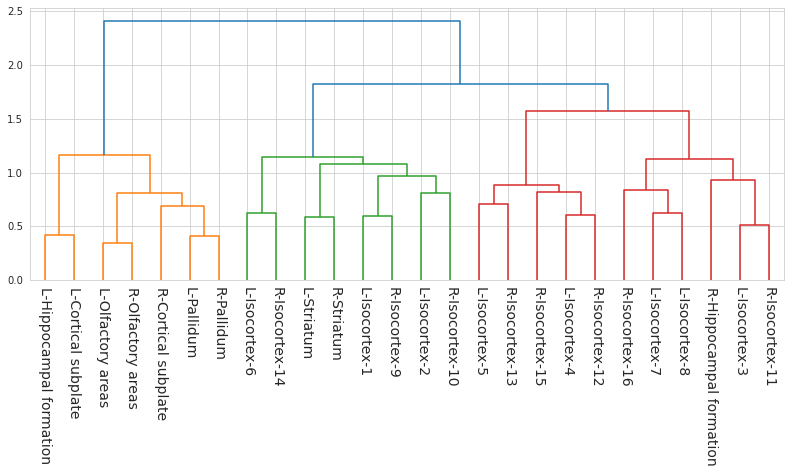 2.5
2.0
1.5
1.0
0.5
0.0
L-Hippocampal formation
L-Cortical subplate
L-Olfactory areas
R-Olfactory areas
R-Cortical subplate
L-Pallidum
R-Pallidum
L-Isocortex-6
R-Isocortex-14
L-Striatum
R-Striatum
L-Isocortex-1
R-Isocortex-9
L-Isocortex-2
R-Isocortex-10
L-Isocortex-5
R-Isocortex-13
R-Isocortex-15
L-Isocortex-4
R-Isocortex-12
R-Isocortex-16
L-Isocortex-7
L-Isocortex-8
R-Hippocampal formation
L-Isocortex-3
R-Isocortex-11